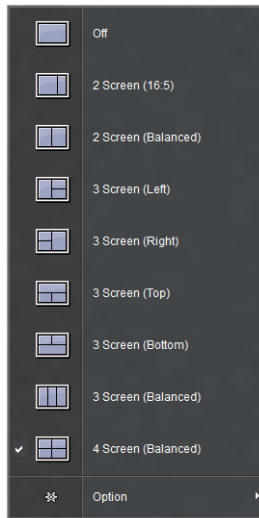 Off
2 Screen (16:5)
2 Screen (Balanced)
3 Screen (Left)
3 Screen (Right)
3 Screen (Top)
3 Screen (Bottom)
3 Screen (Balanced)
4 Screen (Balanced)
Option